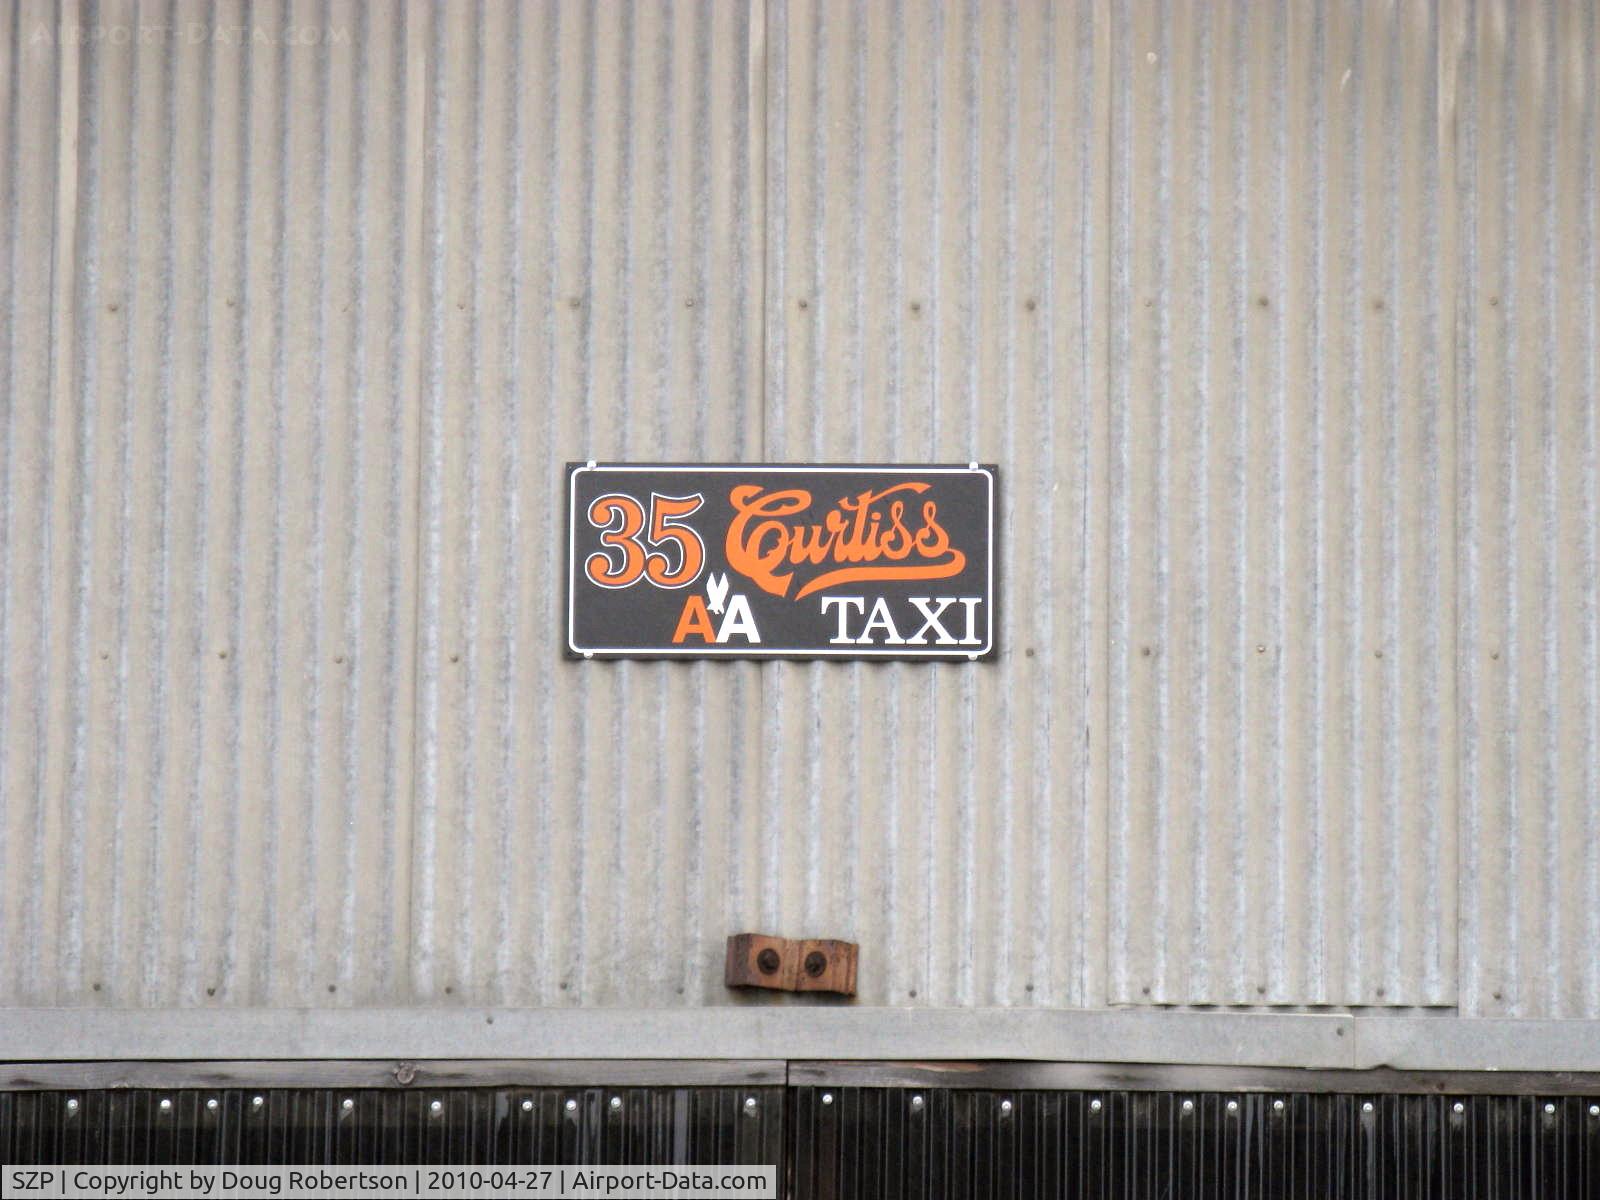 AIRPORT-DATA.COM
35 Curtiss
AA TAXI
SZP | Copyright by Doug Robertson | 2010-04-27 | Airport-Data.com